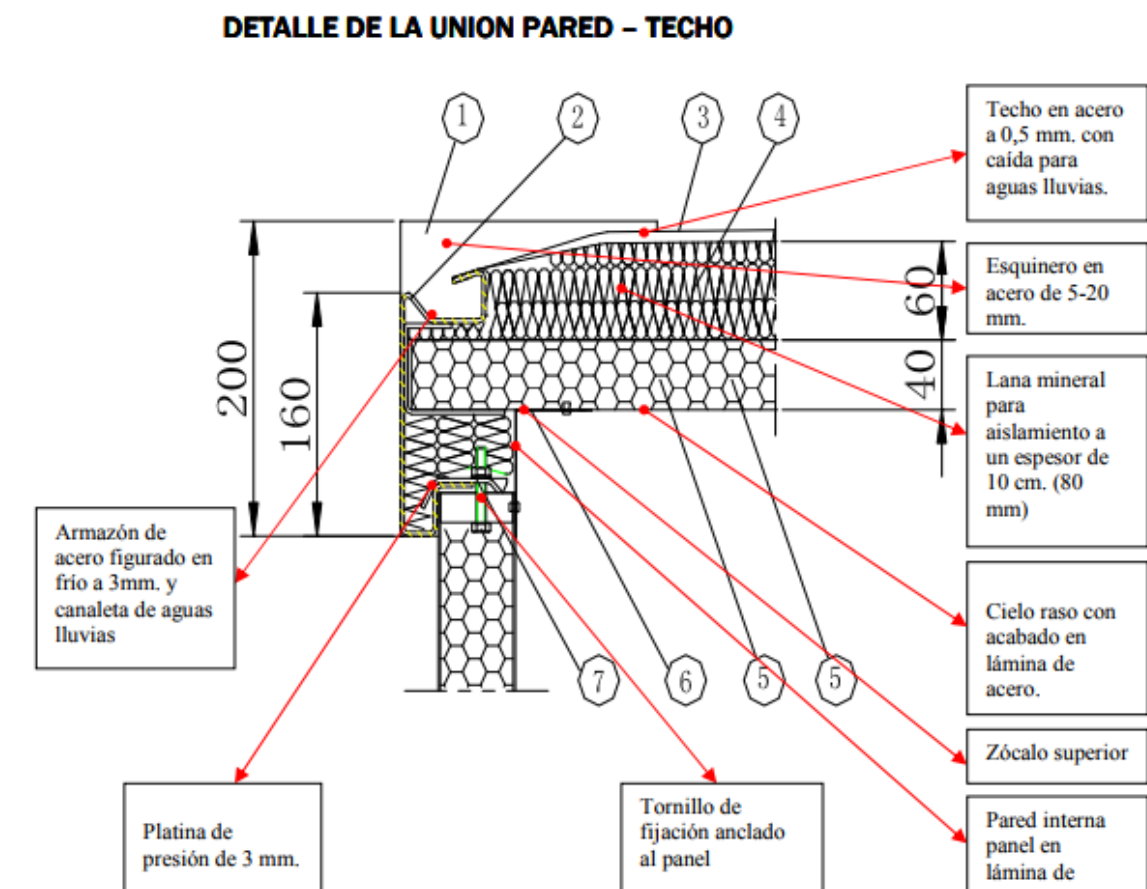 DETALLE DE LA UNION PARED – TECHO
1
2
3
4
Techo en acero
a 0,5 mm. con
caída para
aguas lluvias.
Esquinero en
acero de 5-20
mm.
60
200
160
40
Lana mineral
para
aislamiento a
un espesor de
10 cm. (80
mm)
Armazón de
acero figurado en
frío a 3mm. y
canaleta de aguas
lluvias
Cielo raso con
acabado en
lámina de
acero.
7
6
5
5
Zócalo superior
Platina de
presión de 3 mm.
Tornillo de
fijación anclado
al panel
Pared interna
panel en
lámina de